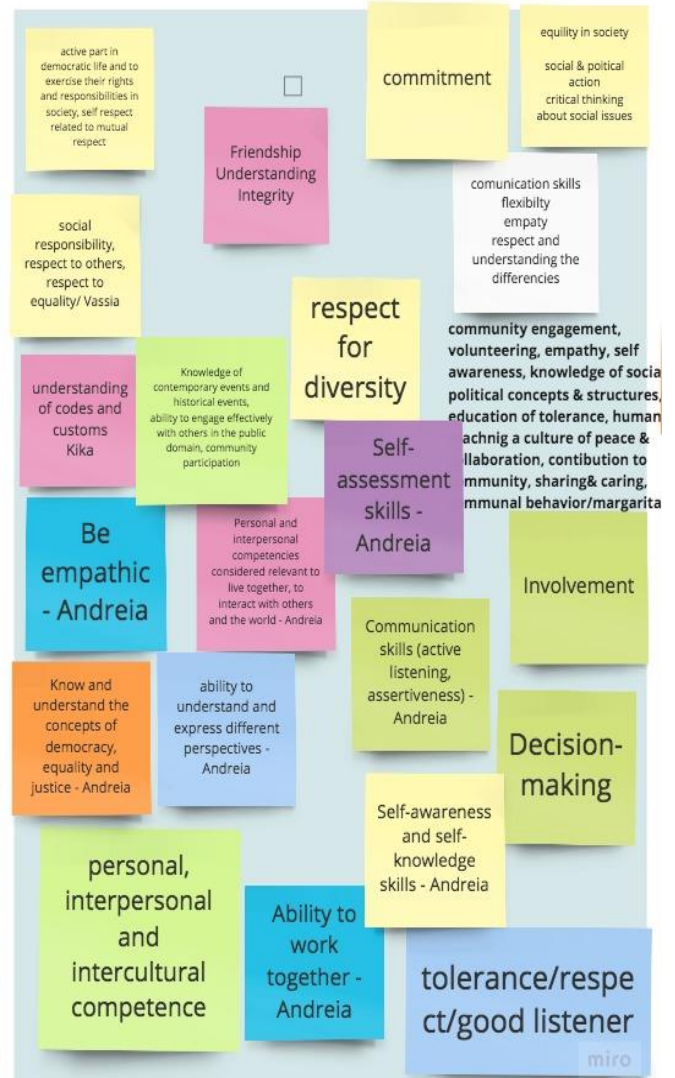 active part in
democratic life and to
exercise their rights
and responsibilities in
society, self respect
related to mutual
respect
Friendship
Understanding
Integrity
commitment
equility in society
social & poitical
action
critical thinking
about social issues
comunication skills
flexibilty
empaty
respect and
understanding the
differencies
social
responsibility,
respect to others,
respect to
equality/ Vassia
respect
for
diversity
community engagement,
volunteering, empathy, self
awareness, knowledge of socia
political concepts & structures,
education of tolerance, human
achnig a culture of peace &
llaboration, contibution to
mmunity, sharing& caring,
mmunal behavior/margarita
understanding
of codes and
customs
Kika
Knowledge of
contemporary events and
historical events,
ability to engage effectively
with others in the public
domain, community
participation
Self-
assessment
skills -
Andreia
Be
empathic
- Andreia
Personal and
interpersonal
competencies
considered relevant to
live together, to
interact with others
and the world - Andreia
Involvement
Communication
skills (active
listening,
assertiveness) -
Andreia
Know and
understand the
concepts of
democracy,
equality and
justice - Andreia
ability to
understand and
express different
perspectives -
Andreia
Decision-
making
Self-awareness
and self-
knowledge
skills - Andreia
personal,
interpersonal
and
intercultural
competence
Ability to
work
together -
Andreia
tolerance/respe
ct/good listener
miro